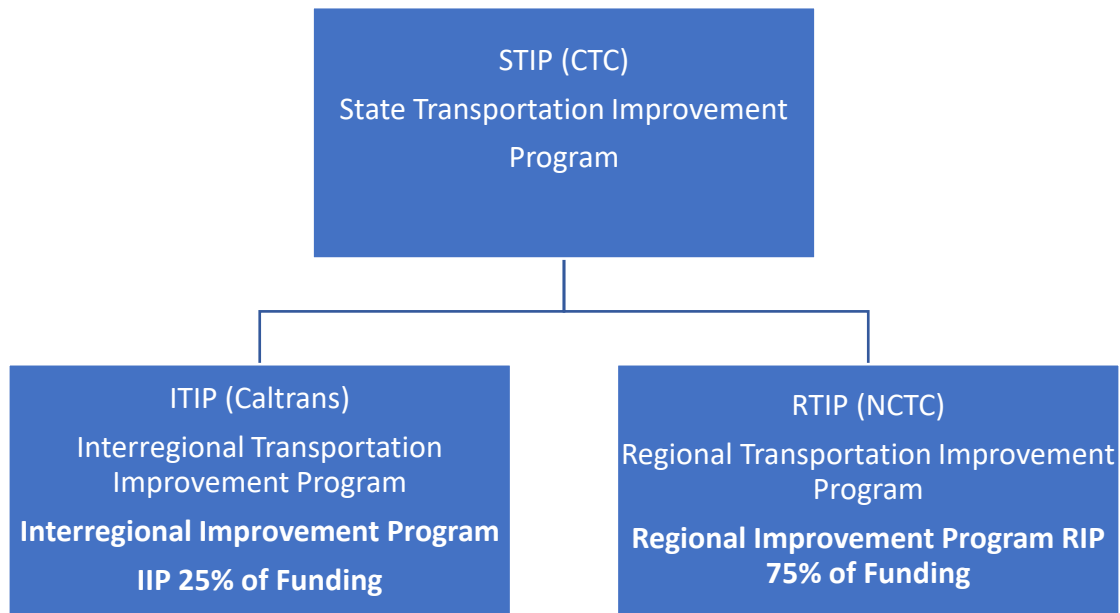 STIP (CTC)
State Transportation Improvement
Program
ITIP (Caltrans)
Interregional Transportation
Improvement Program
Interregional Improvement Program
IIP 25% of Funding
RTIP (NCTC)
Regional Transportation Improvement
Program
Regional Improvement Program RIP
75% of Funding